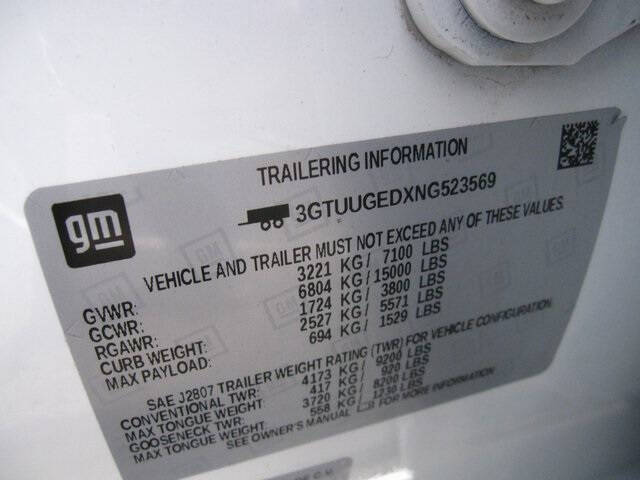 TRAILERING INFORMATION
gm
3GTUUGEDXNG523569
VEHICLE AND TRAILER MUST NOT EXCEED ANY OF THESE VALUES.
GVWR: 3221 KG/ 7100 LBS
GCWR: 6804 KG/ 15000 LBS
RGAWR: 1724 KG/ 3800 LBS
CURB WEIGHT: 2527 KG/ 5571 LBS
MAX PAYLOAD: 694 KG/ 1529 LBS
SAE J2807 TRAILER WEIGHT RATING (TWR) FOR VEHICLE CONFIGURATION.
CONVENTIONAL TWR: 4173 KG/ 9200 LBS
MAX TONGUE WEIGHT: 417 KG/ 920 LBS
GOOSENECK TWR: 3720 KG/ 8200 LBS
MAX TONGUE WEIGHT: 558 KG/ 1230 LBS
SEE OWNER'S MANUAL FOR MORE INFORMATION